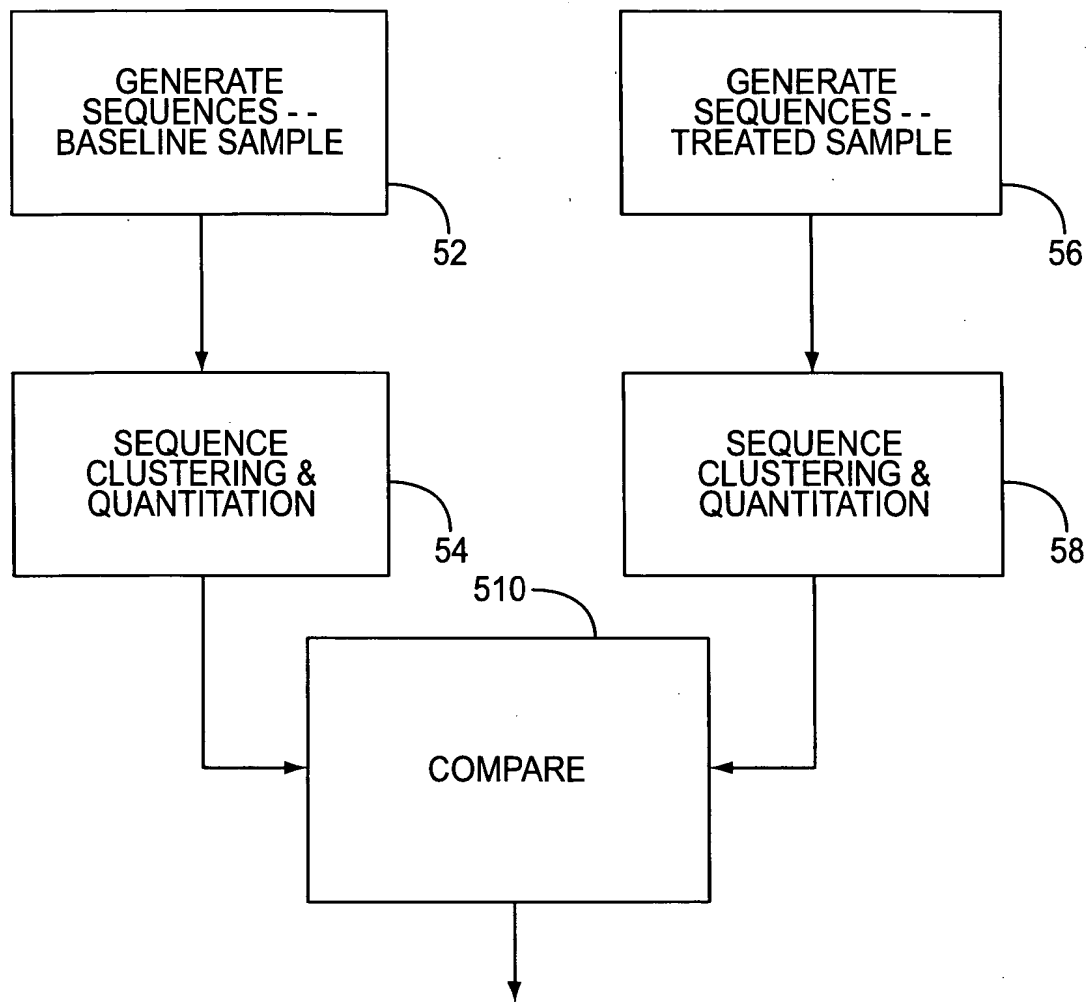 GENERATE
SEQUENCES - -
BASELINE SAMPLE
52
GENERATE
SEQUENCES - -
TREATED SAMPLE
56
SEQUENCE
CLUSTERING &
QUANTITATION
54
SEQUENCE
CLUSTERING &
QUANTITATION
58
510
COMPARE